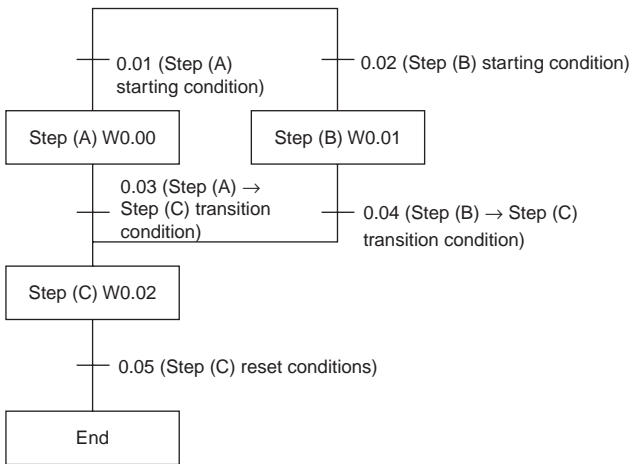 0.01 (Step (A)
starting condition)
0.02 (Step (B) starting condition)
Step (A) W0.00
Step (B) W0.01
0.03 (Step (A) →
Step (C) transition
condition)
0.04 (Step (B) → Step (C)
transition condition)
Step (C) W0.02
0.05 (Step (C) reset conditions)
End